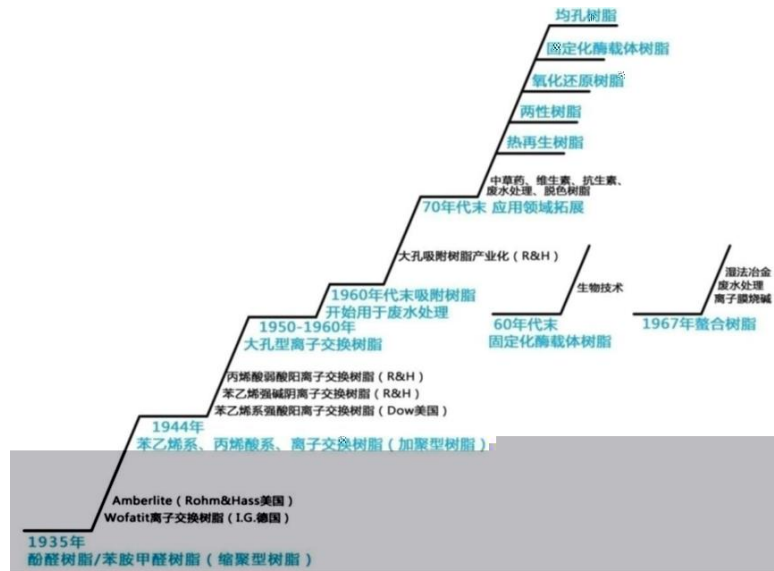 均孔树脂
固定化酶载体树脂
氧化还原树脂
两性树脂
热再生树脂
中草药、维生素、抗生素、
废水处理、脱色树脂
70年代末 应用领域拓展
大孔吸附树脂产业化（R&H）
1960年代末吸附树脂
开始用于废水处理
生物技术
60年代末
固定化酶载体树脂
湿法冶金
废水处理
离子膜烧碱
1967年螯合树脂
1950-1960年
大孔型离子交换树脂
丙烯酸弱酸阳离子交换树脂（R&H）
苯乙烯强碱阴离子交换树脂（R&H）
苯乙烯系强酸阳离子交换树脂（Dow美国）
1944年
苯乙烯系、丙烯酸系、离子交换树脂（加聚型树脂）
Amberlite（Rohm&Hass美国）
Wofatit离子交换树脂（I.G.德国）
1935年
酚醛树脂/苯胺甲醛树脂（缩聚型树脂）